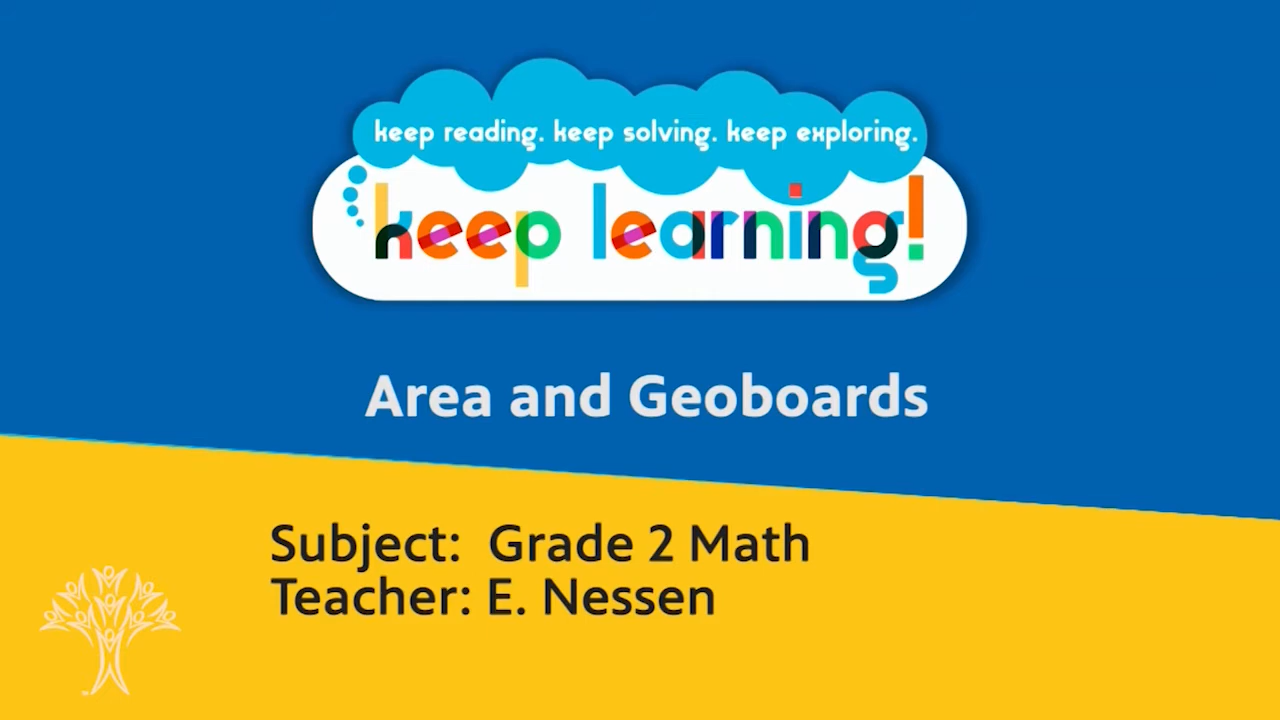 keep reading. keep solving. keep exploring.
keep learning!
Area and Geoboards
Subject: Grade 2 Math
Teacher: E. Nessen